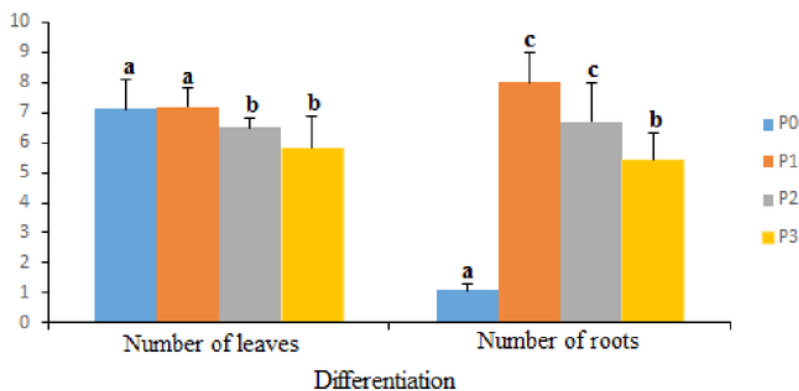 10
9
8
7
6
5
4
3
2
1
0
a
a
b
b
a
c
c
b
P0
P1
P2
P3
Number of leaves
Number of roots
Differentiation